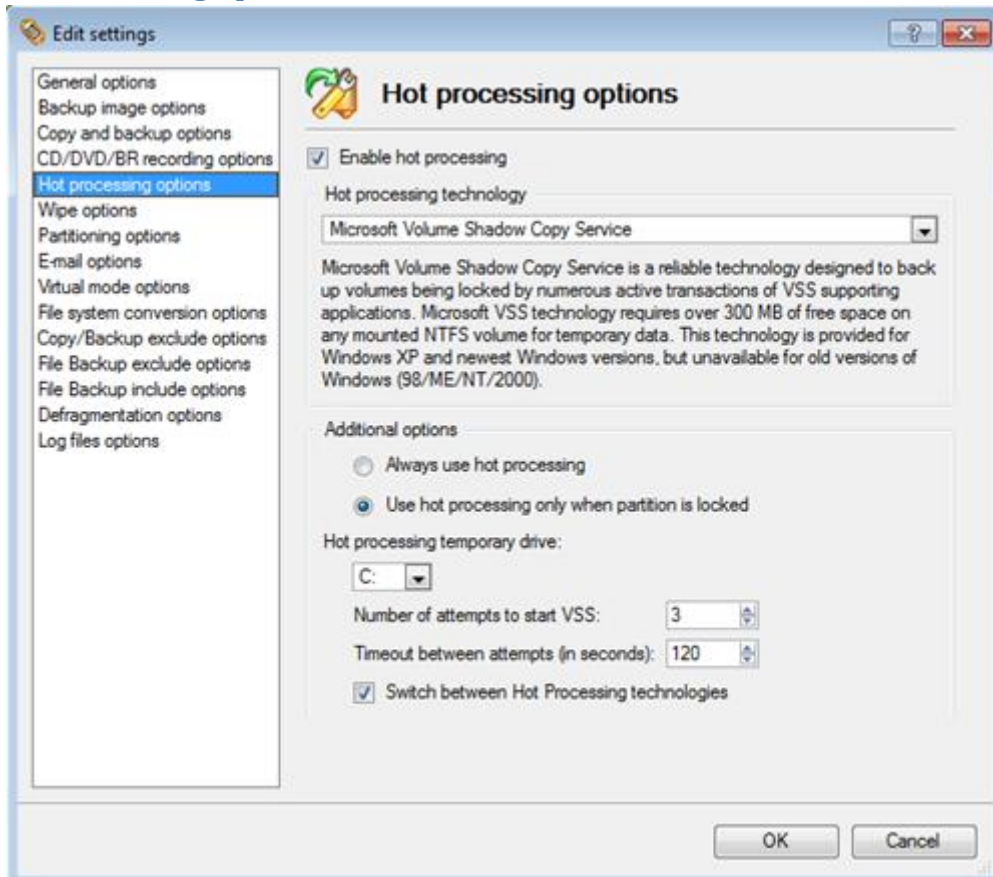 Edit settings
General options
Backup image options
Copy and backup options
CD/DVD/BR recording options
Hot processing options
Wipe options
Partitioning options
E-mail options
Virtual mode options
File system conversion options
Copy/Backup exclude options
File Backup exclude options
File Backup include options
Defragmentation options
Log files options
Hot processing options
Enable hot processing
Hot processing technology
Microsoft Volume Shadow Copy Service
Microsoft Volume Shadow Copy Service is a reliable technology designed to back
up volumes being locked by numerous active transactions of VSS supporting
applications. Microsoft VSS technology requires over 300 MB of free space on
any mounted NTFS volume for temporary data. This technology is provided for
Windows XP and newest Windows versions, but unavailable for old versions of
Windows (98/ME/NT/2000).
Additional options
Always use hot processing
Use hot processing only when partition is locked
Hot processing temporary drive:
C:
Number of attempts to start VSS: 3
Timeout between attempts (in seconds): 120
Switch between Hot Processing technologies
OK Cancel